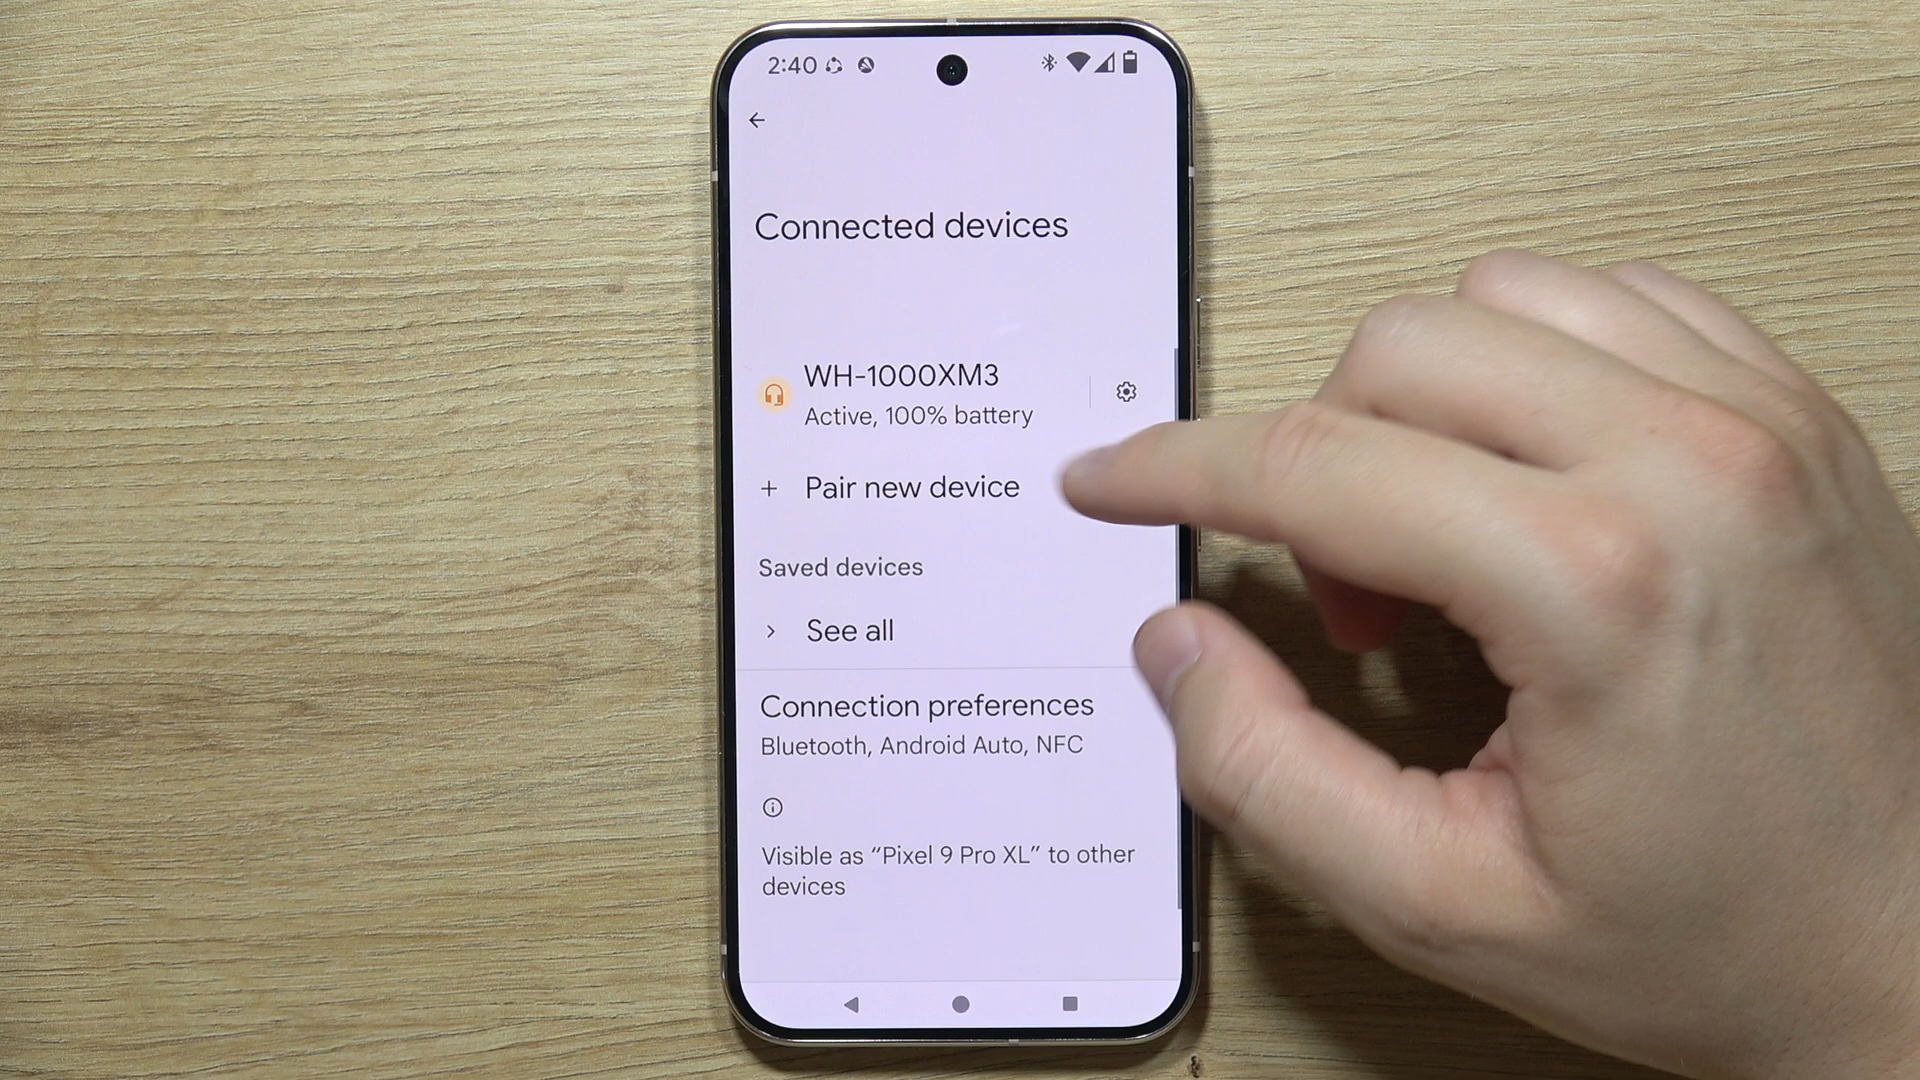 2:40
Connected devices
WH-1000XM3
Active, 100% battery
Pair new device
Saved devices
See all
Connection preferences
Bluetooth, Android Auto, NFC
Visible as “Pixel 9 Pro XL” to other
devices